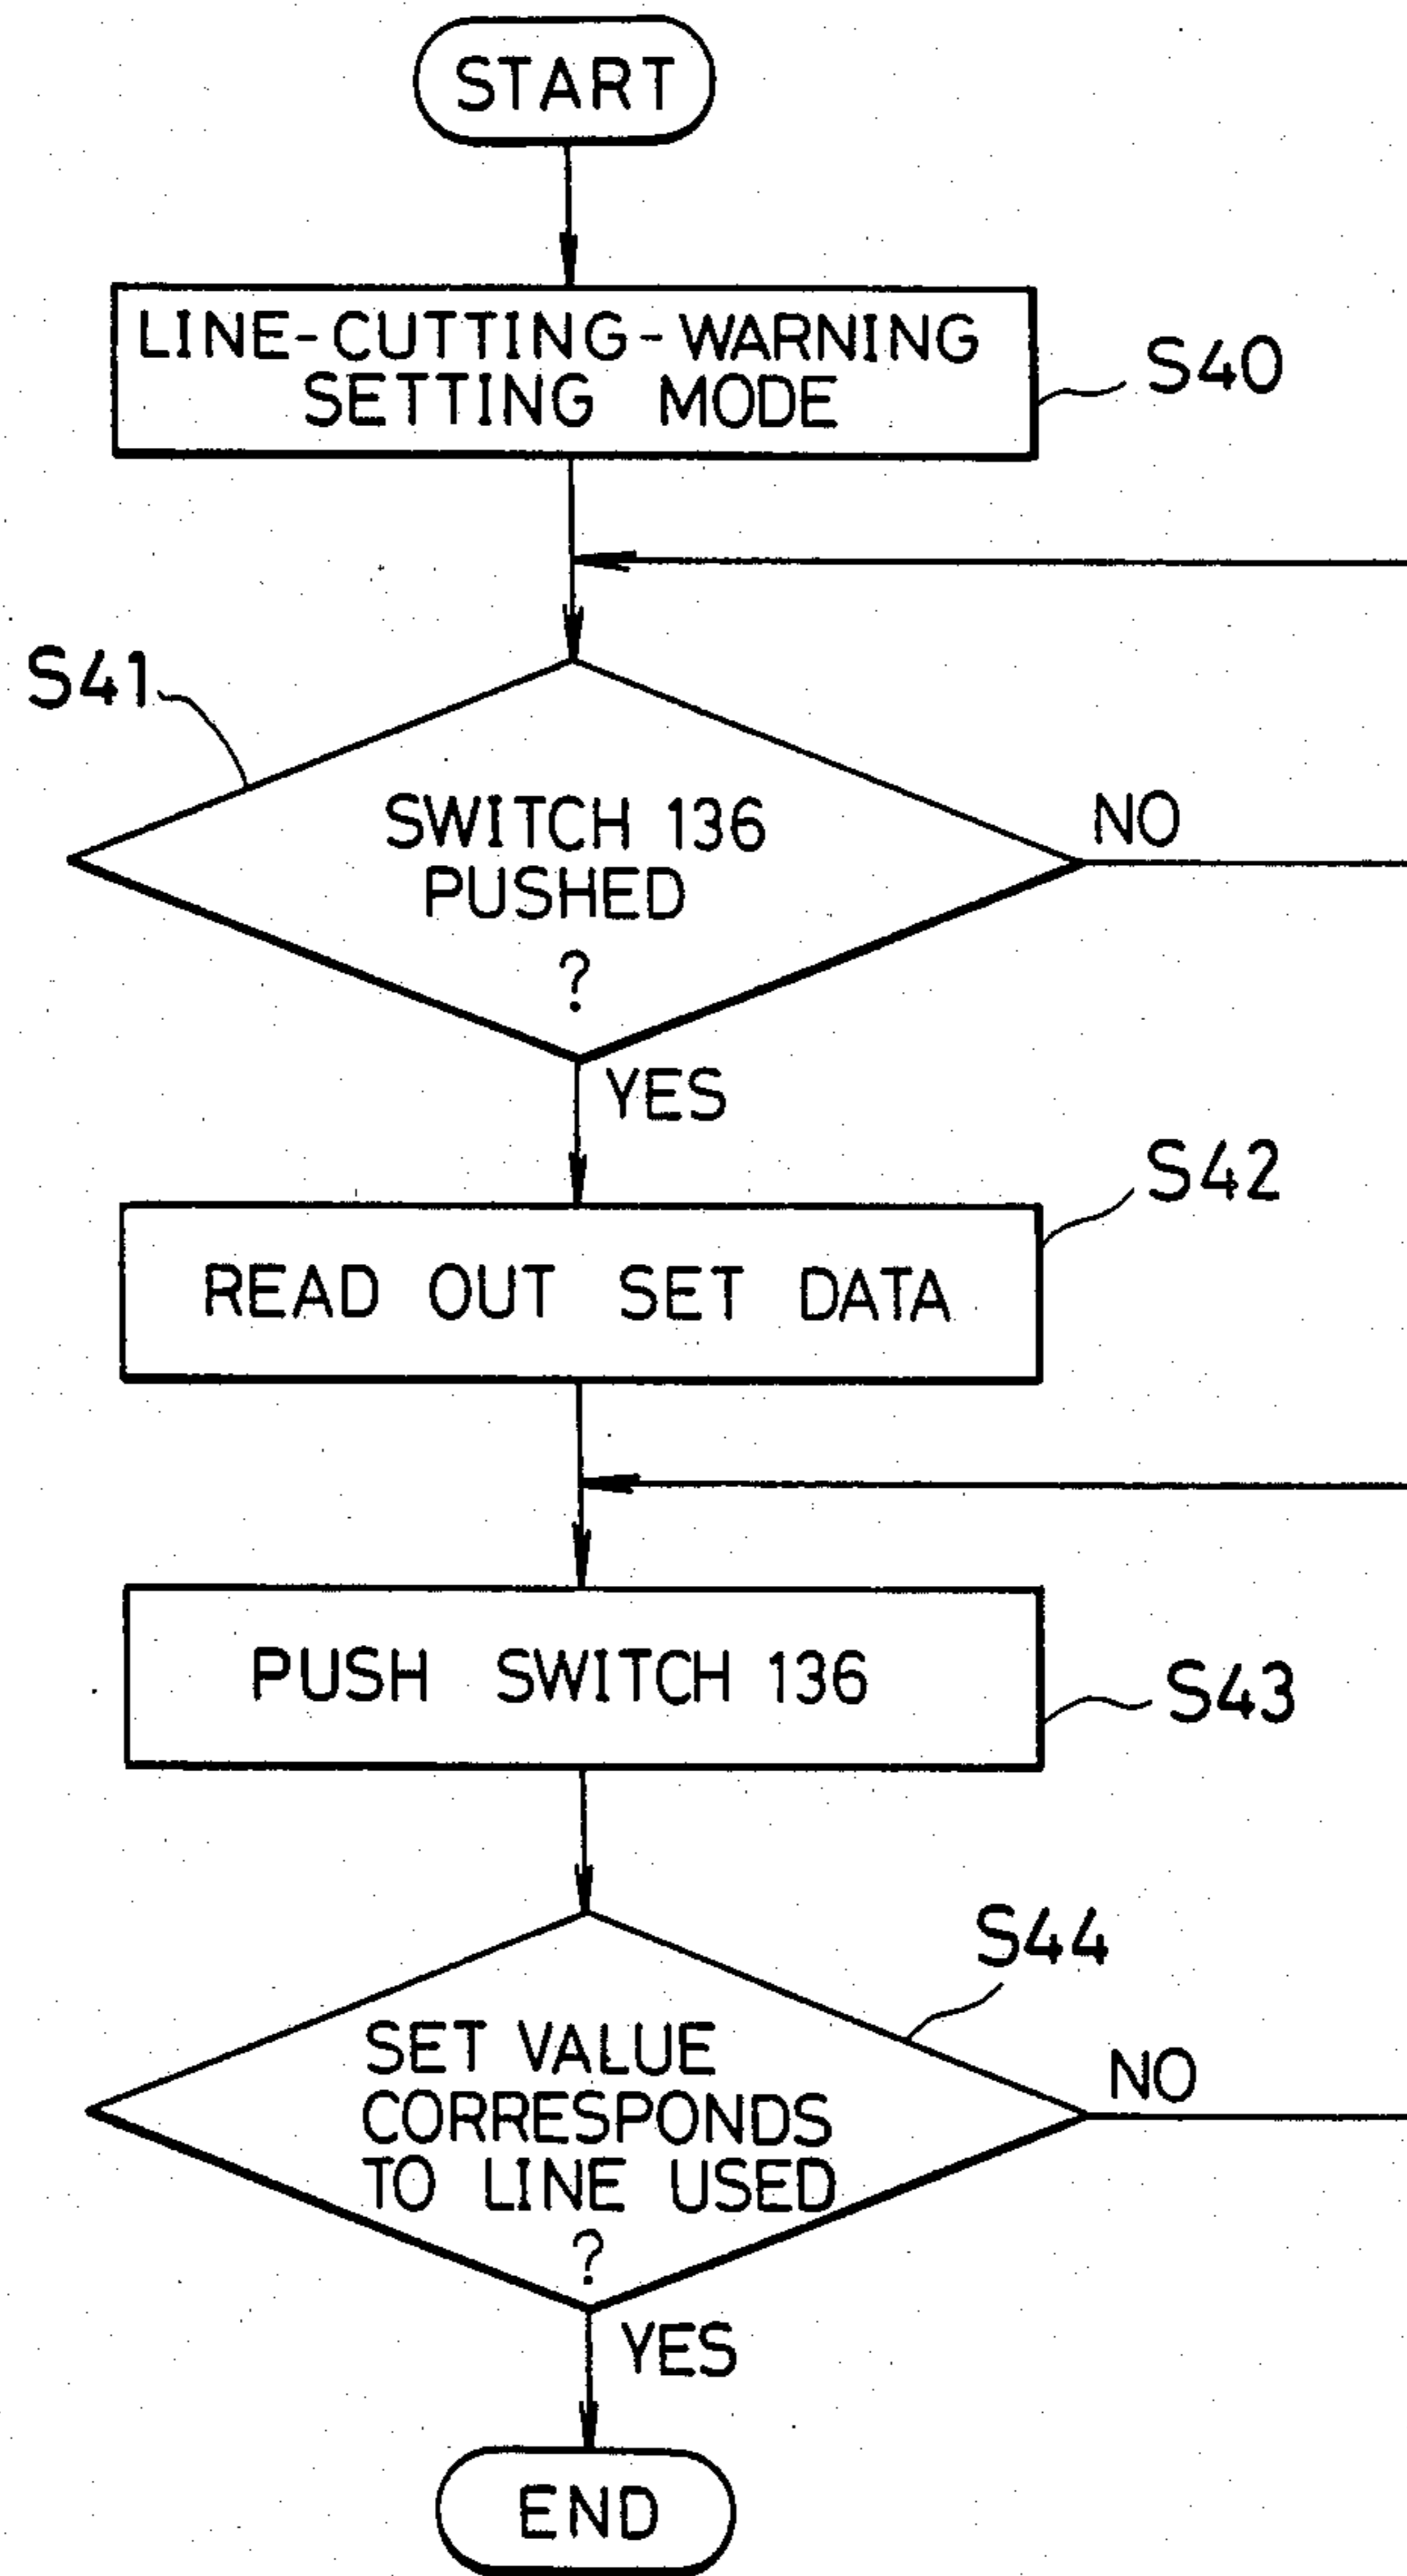 START
LINE-CUTTING-WARNING
SETTING MODE
S40
S41
SWITCH 136
PUSHED
?
NO
YES
S42
READ OUT SET DATA
PUSH SWITCH 136
S43
S44
SET VALUE
CORRESPONDS
TO LINE USED
?
NO
YES
END